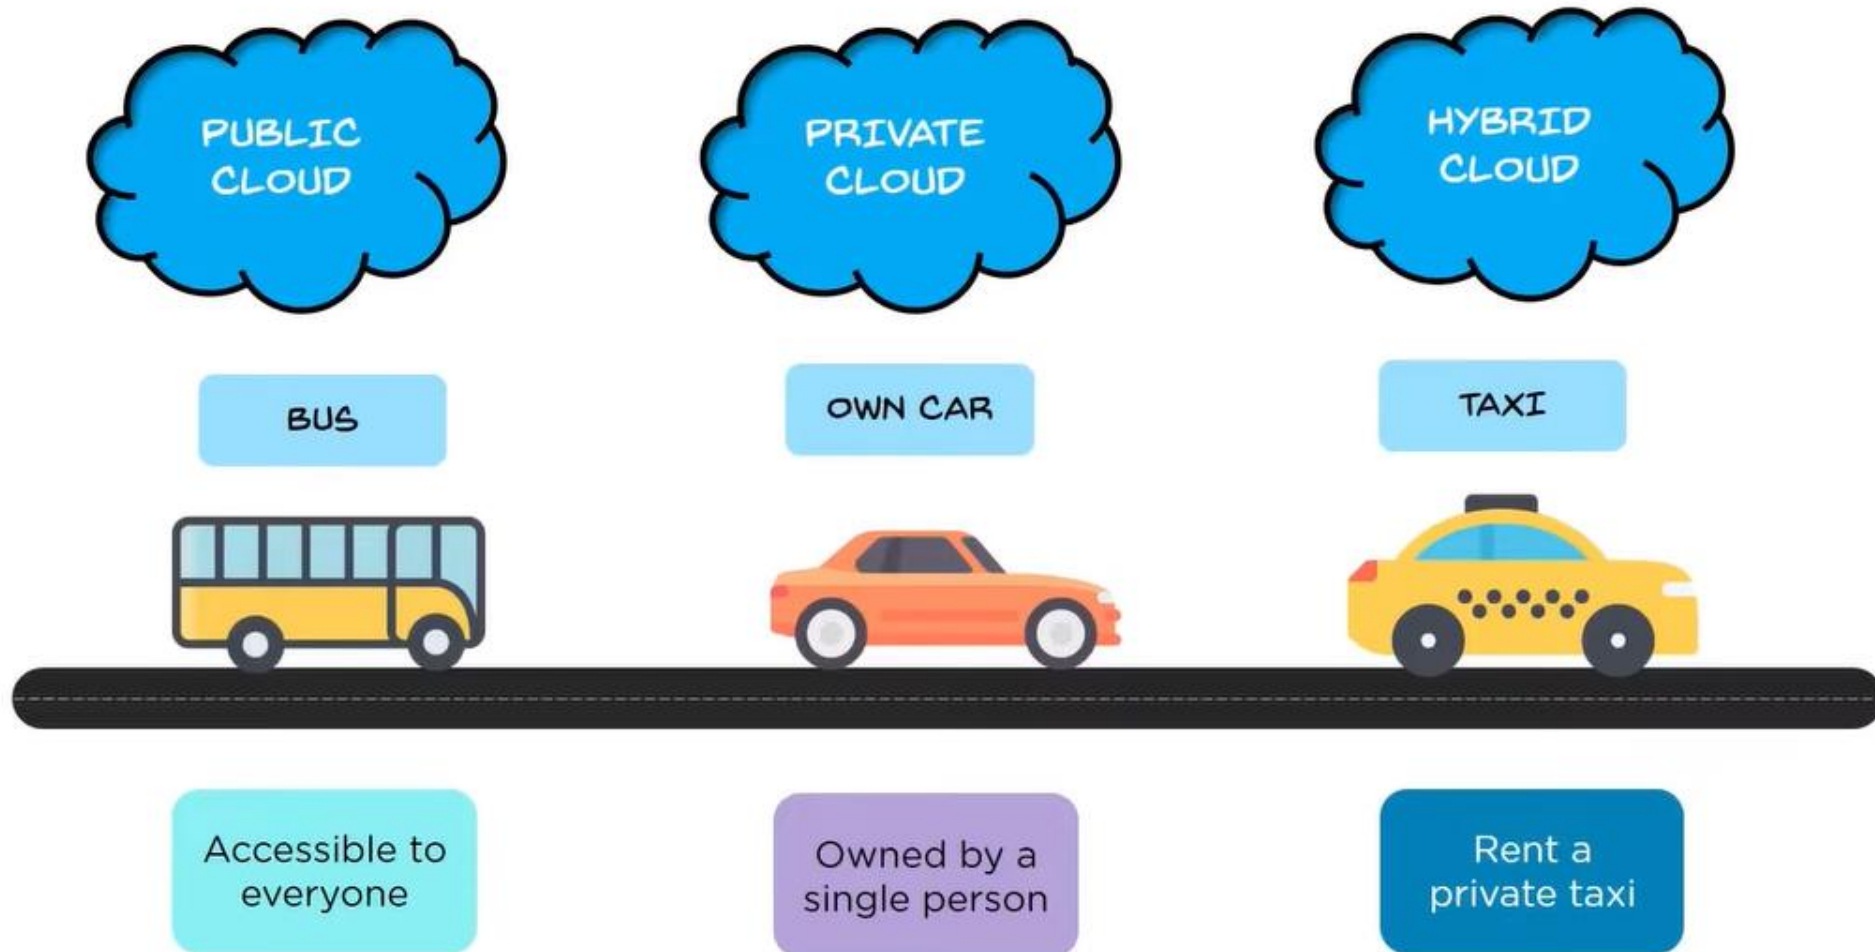 PUBLIC
CLOUD
PRIVATE
CLOUD
HYBRID
CLOUD
BUS
OWN CAR
TAXI
Accessible to
everyone
Owned by a
single person
Rent a
private taxi